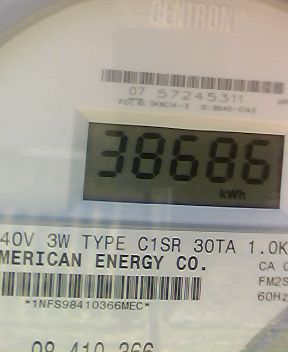 CENTRON®
07 57245311
38686
kWh
40V 3W TYPE C1SR 30TA 1.0K
MERICAN ENERGY CO.
CA
FM2S
60Hz
*1NFS98410366MEC*
98 410 366